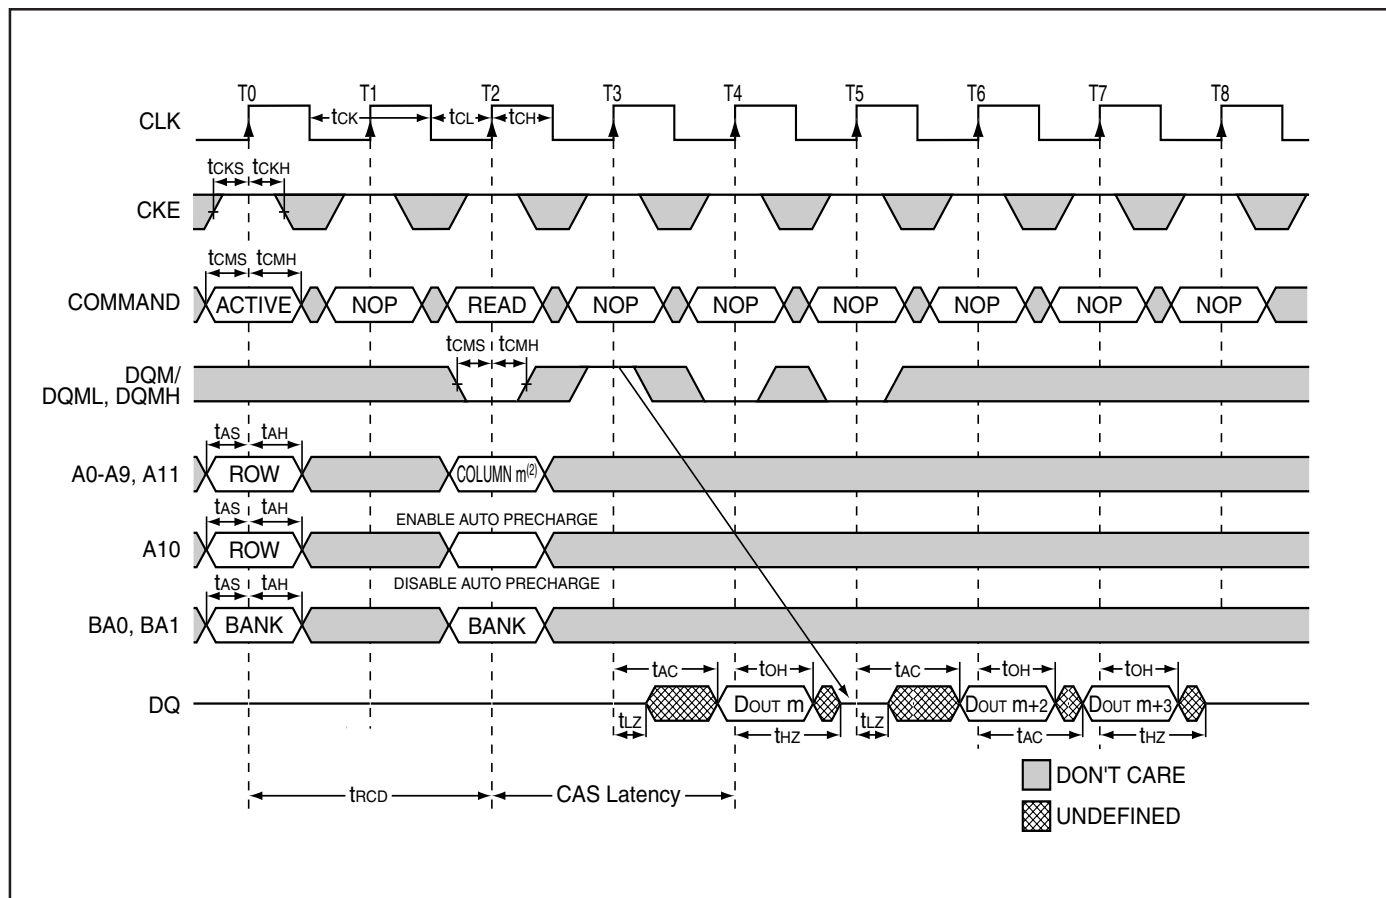 T0 T1 T2 T3 T4 T5 T6 T7 T8
CLK
tCK tCL tCH
tCKS tCKH
CKE
tCMS tCMH
COMMAND ACTIVE NOP READ NOP NOP NOP NOP NOP NOP
tCMS tCMH
DQM/
DQML, DQMH
tAS tAH
A0-A9, A11 ROW COLUMN m(2)
tAS tAH ENABLE AUTO PRECHARGE
A10 ROW
tAS tAH DISABLE AUTO PRECHARGE
BA0, BA1 BANK BANK
tAC tOH tAC tOH tOH
DQ DOUT m DOUT m+2 DOUT m+3
tLZ tHZ tLZ tAC tHZ
DON'T CARE
tRCD CAS Latency
UNDEFINED